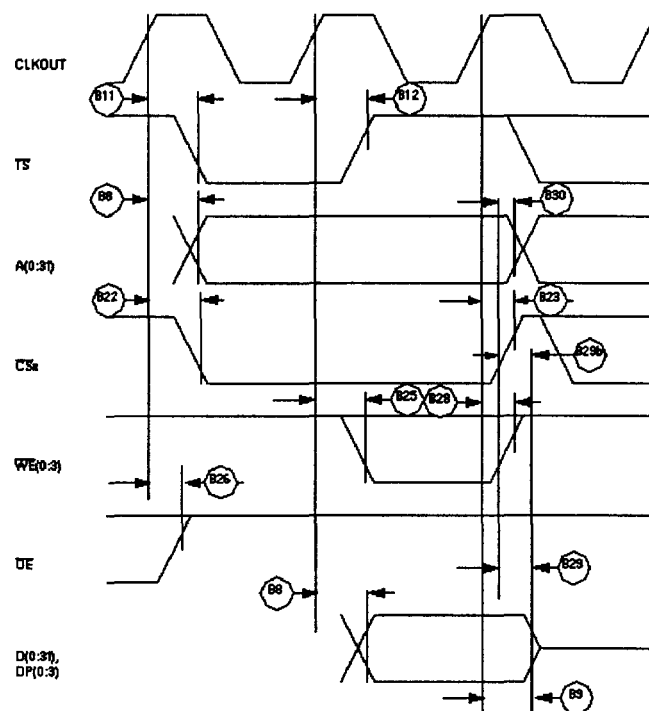 CLKOUT
B11
B12
TS
B8
B30
A(0:31)
B22
B23
CSx
B29b
B25
B28
WE(0:3)
B26
OE
B29
B8
D(0:31),
DP(0:3)
B9